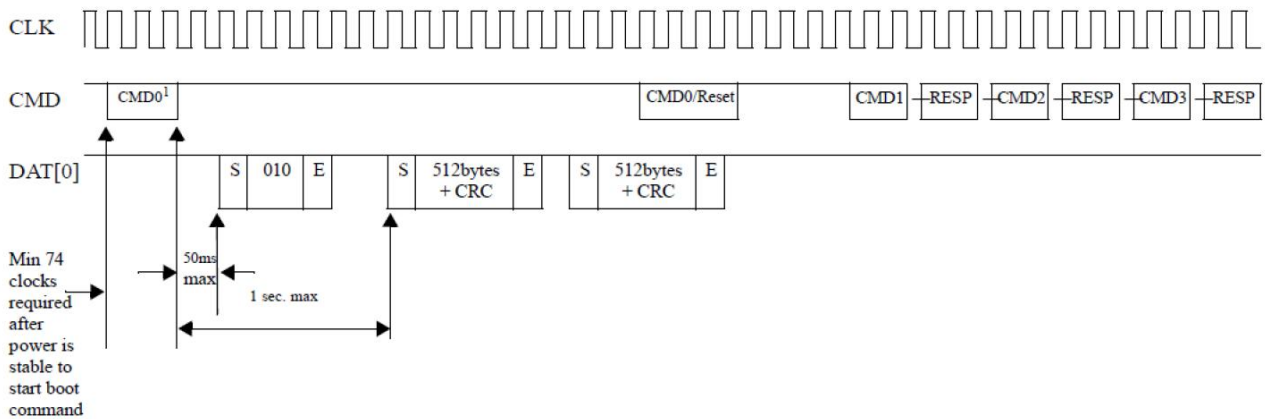 CLK
CMD
CMD0¹
CMD0/Reset
CMD1
RESP
CMD2
RESP
CMD3
RESP
DAT[0]
S
010
E
S
512bytes
+ CRC
E
S
512bytes
+ CRC
E
50ms
max
1 sec. max
Min 74
clocks
required
after
power is
stable to
start boot
command